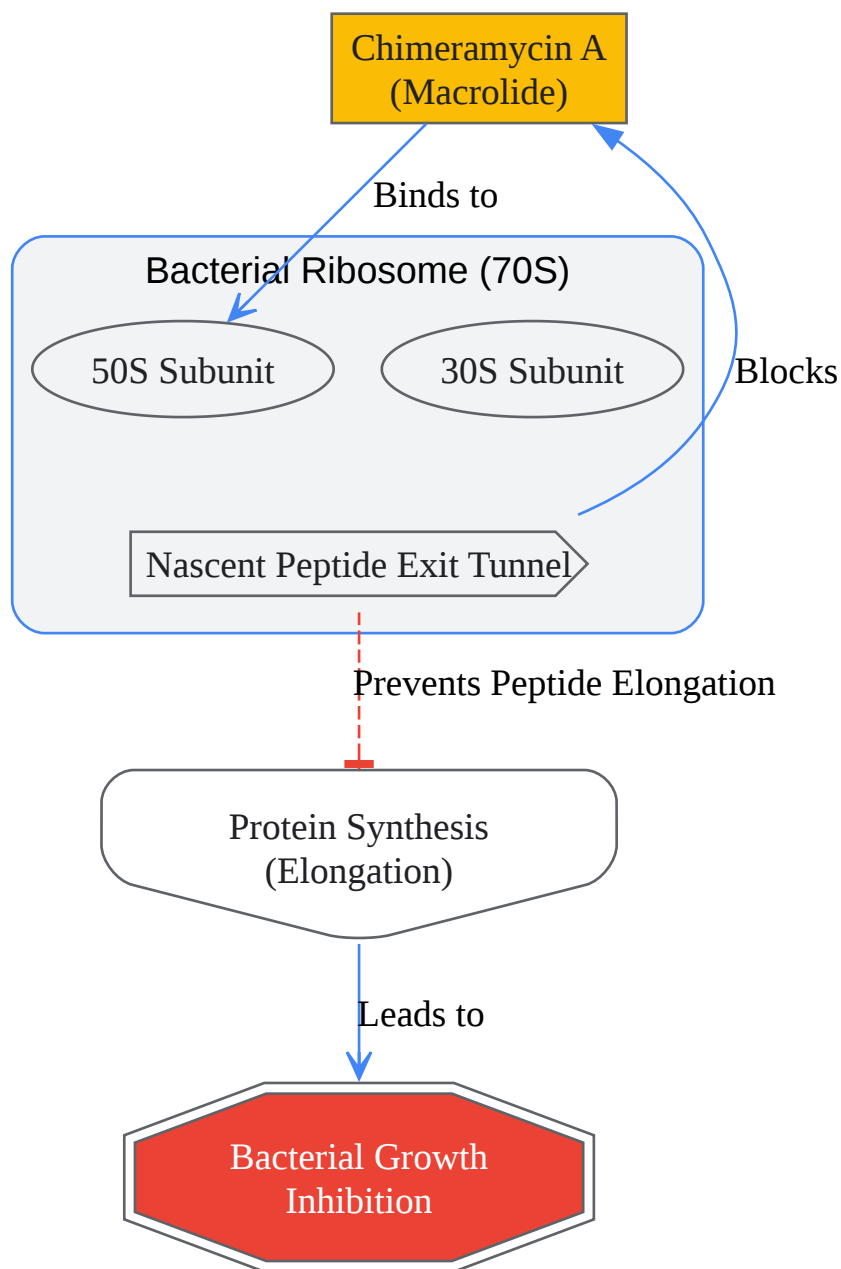 Chimeramycin A
(Macrolide)
Binds to
Bacterial Ribosome (70S)
50S Subunit
30S Subunit
Blocks
Nascent Peptide Exit Tunnel
Prevents Peptide Elongation
Protein Synthesis
(Elongation)
Leads to
Bacterial Growth
Inhibition